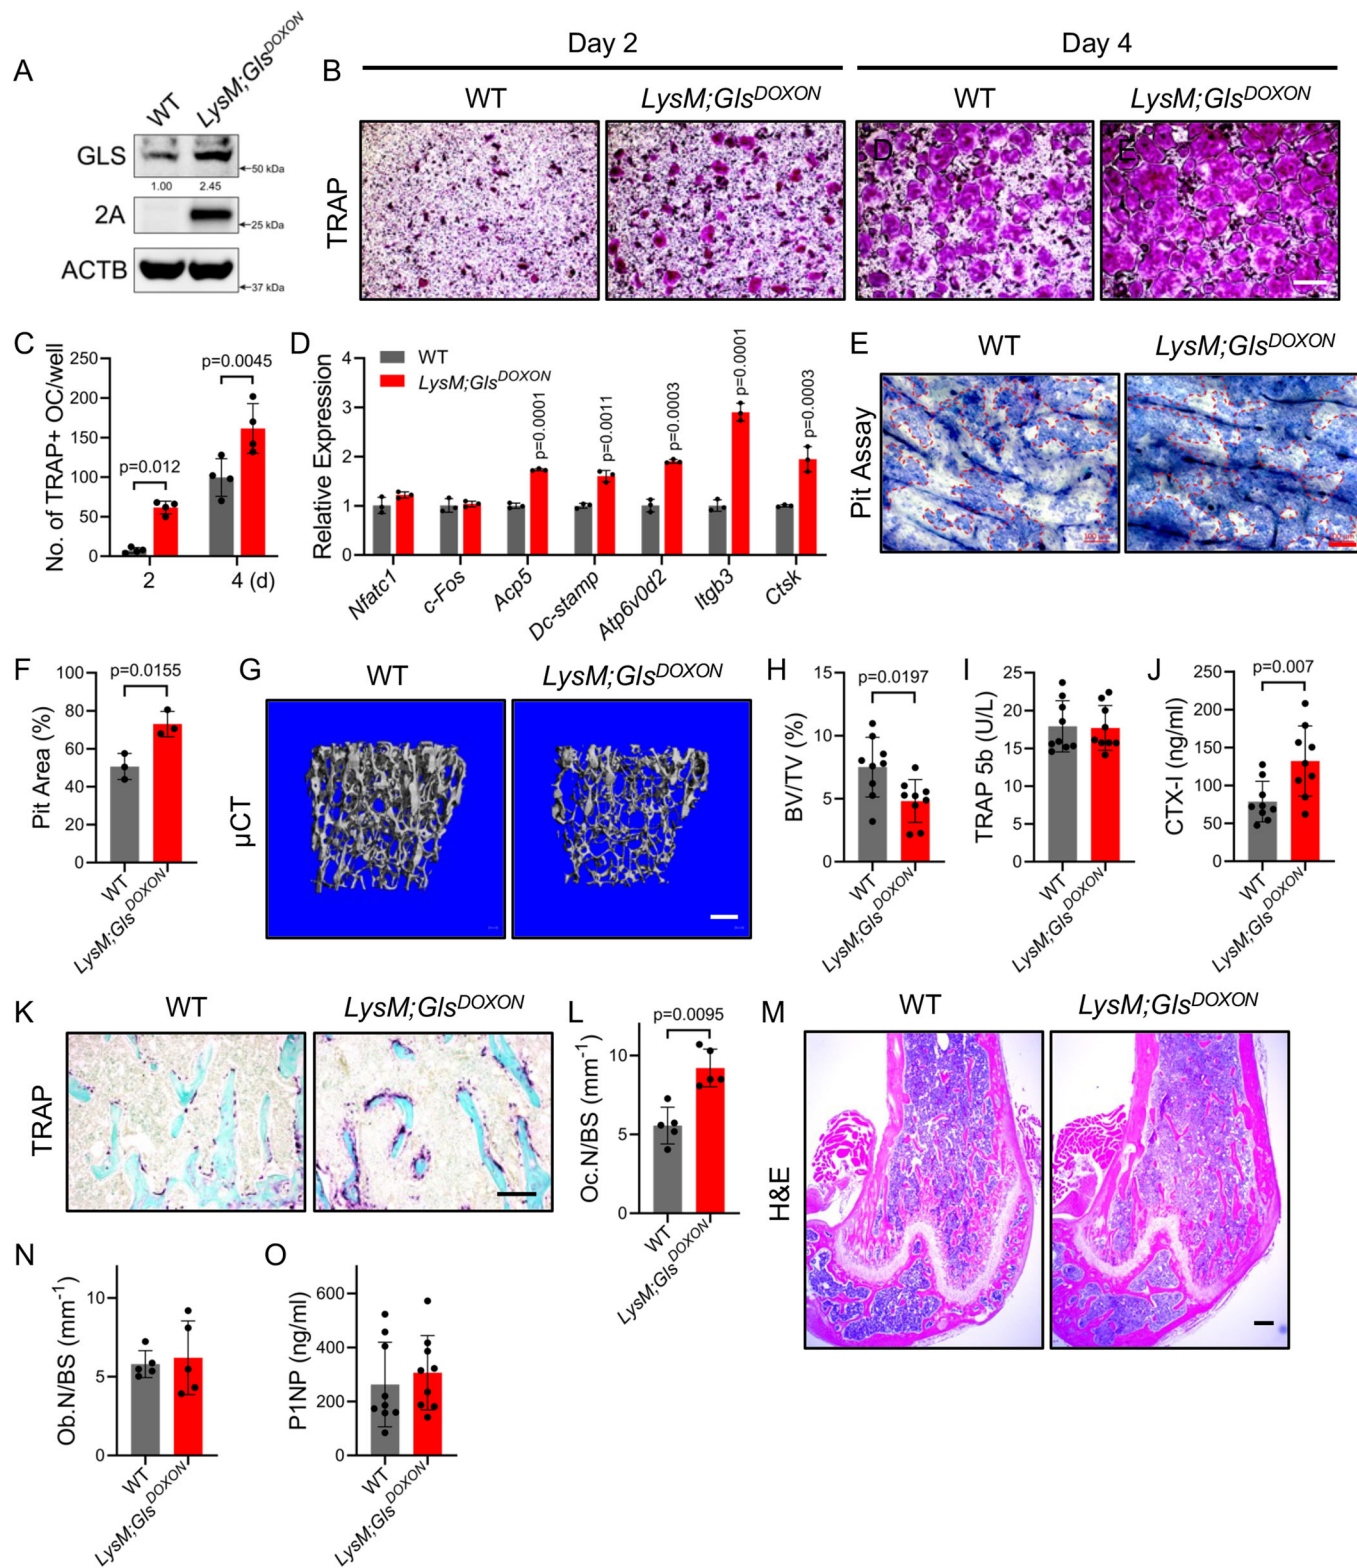 Day 2
Day 4
A
WT
LysM;Gls^DOXON
GLS
50 kDa
1.00
2.45
2A
25 kDa
ACTB
37 kDa
B
WT
LysM;Gls^DOXON
WT
LysM;Gls^DOXON
TRAP
D
E
C
No. of TRAP+ OC/well
250
200
150
100
50
0
p=0.012
p=0.0045
2
4 (d)
D
Relative Expression
4
3
2
1
0
WT
LysM;Gls^DOXON
p=0.0001
p=0.0011
p=0.0003
p=0.0001
p=0.0003
Nfatc1
c-Fos
Acp5
Dc-stamp
Atp6v0d2
Itgb3
Ctsk
E
WT
LysM;Gls^DOXON
Pit Assay
100 µm
F
Pit Area (%)
100
80
60
40
20
0
p=0.0155
WT
LysM;Gls^DOXON
G
WT
LysM;Gls^DOXON
µCT
H
BV/TV (%)
15
10
5
0
p=0.0197
WT
LysM;Gls^DOXON
I
TRAP 5b (U/L)
25
20
15
10
5
0
WT
LysM;Gls^DOXON
J
CTX-I (ng/ml)
250
200
150
100
50
0
p=0.007
WT
LysM;Gls^DOXON
K
WT
LysM;Gls^DOXON
TRAP
L
Oc.N/BS (mm⁻¹)
10
5
0
p=0.0095
WT
LysM;Gls^DOXON
M
WT
LysM;Gls^DOXON
H&E
N
Ob.N/BS (mm⁻¹)
10
5
0
WT
LysM;Gls^DOXON
O
P1NP (ng/ml)
600
400
200
0
WT
LysM;Gls^DOXON